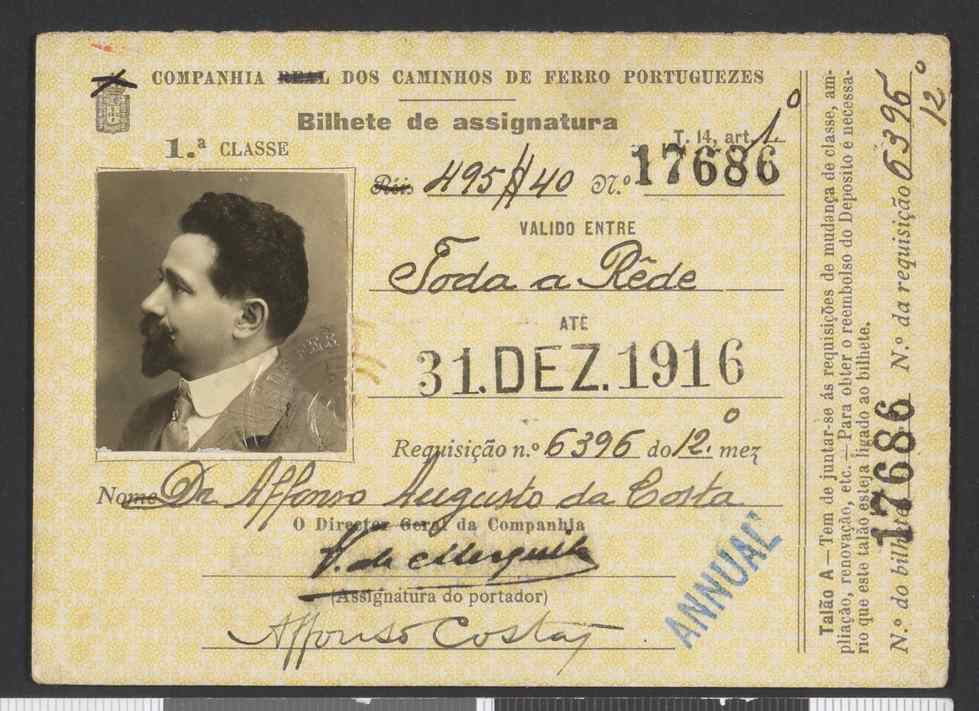 COMPANHIA REAL DOS CAMINHOS DE FERRO PORTUGUEZES
Bilhete de assignatura
1.ª CLASSE
T. 14, art. 1.º
Réis 495$40 N.º 17686
VALIDO ENTRE
Toda a Rêde
ATÉ
31.DEZ.1916
Requisição n.º 6396 do 12.º mez
Nome Dr. Affonso Augusto da Costa
O Director Geral da Companhia
V. de
(Assignatura do portador)
Affonso Costa
ANNUAL
Talão A — Tem de juntar-se ás requisições de mudança de classe, am-
pliação, renovação, etc. — Para obter o reembolso do Deposito é necessa-
rio que este talão esteja ligado ao bilhete.
N.º do bilhete 17686 N.º da requisição 6396 12º